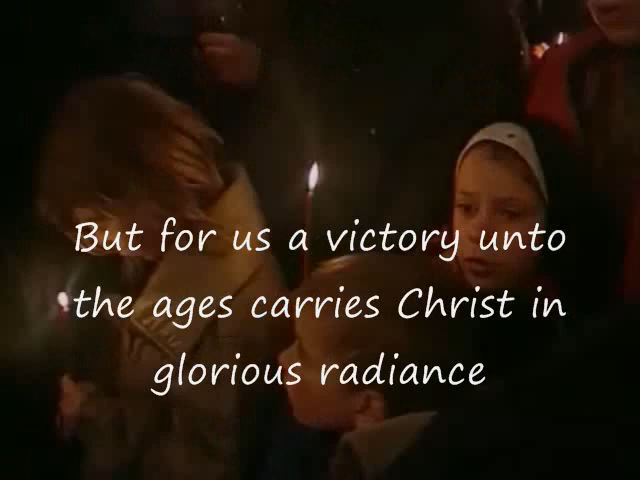 But for us a victory unto
the ages carries Christ in
glorious radiance